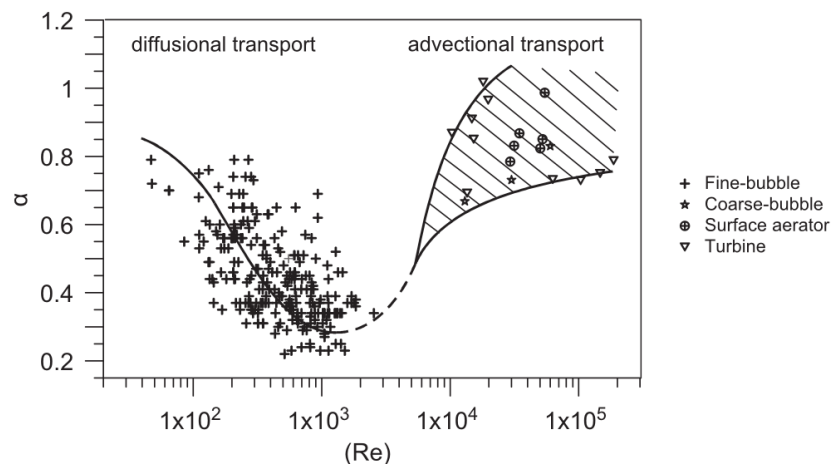 1.2
diffusional transport advectional transport
1
0.8
α
0.6
0.4
0.2
1x10² 1x10³ 1x10⁴ 1x10⁵
(Re)
Fine-bubble
Coarse-bubble
Surface aerator
Turbine